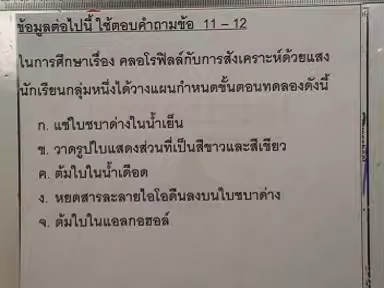 ข้อมูลต่อไปนี้ ใช้ตอบคำถามข้อ 11 – 12
ในการศึกษาเรื่อง คลอโรฟิลล์กับการสังเคราะห์ด้วยแสง
นักเรียนกลุ่มหนึ่งได้วางแผนกำหนดขั้นตอนทดลองดังนี้
ก. แช่ใบชบาด่างในน้ำเย็น
ข. วาดรูปใบแสดงส่วนที่เป็นสีขาวและสีเขียว
ค. ต้มใบในน้ำเดือด
ง. หยดสารละลายไอโอดีนลงบนใบชบาด่าง
จ. ต้มใบในแอลกอฮอล์